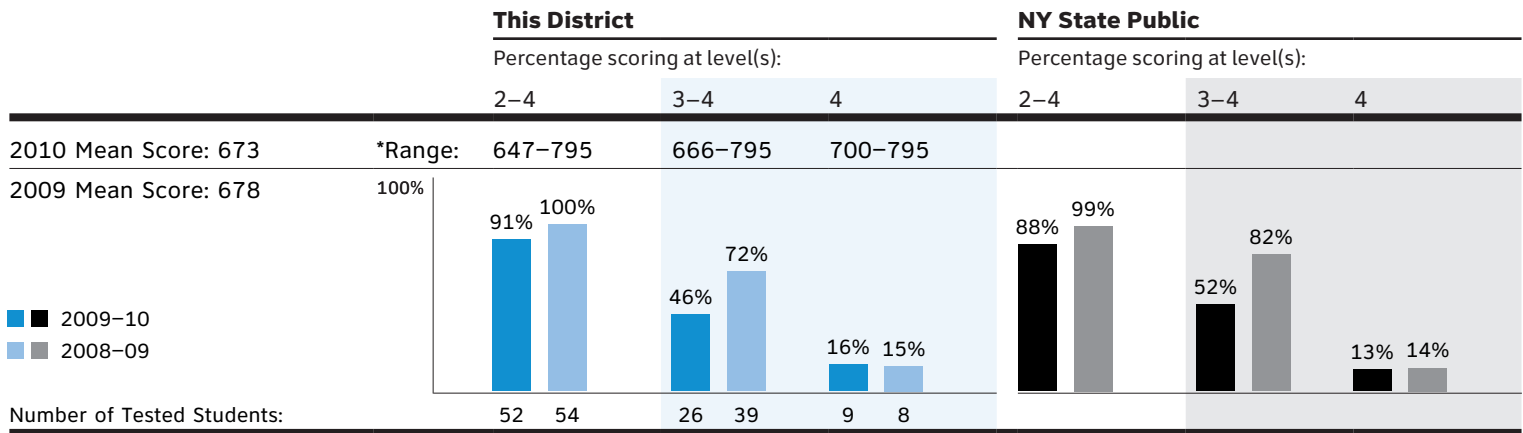 This District NY State Public
Percentage scoring at level(s): Percentage scoring at level(s):
2–4 3–4 4 2–4 3–4 4
2010 Mean Score: 673 *Range: 647–795 666–795 700–795
2009 Mean Score: 678 100%
91% 100% 72% 46% 16% 15% 88% 99% 82% 52% 13% 14%
2009–10
2008–09
Number of Tested Students: 52 54 26 39 9 8